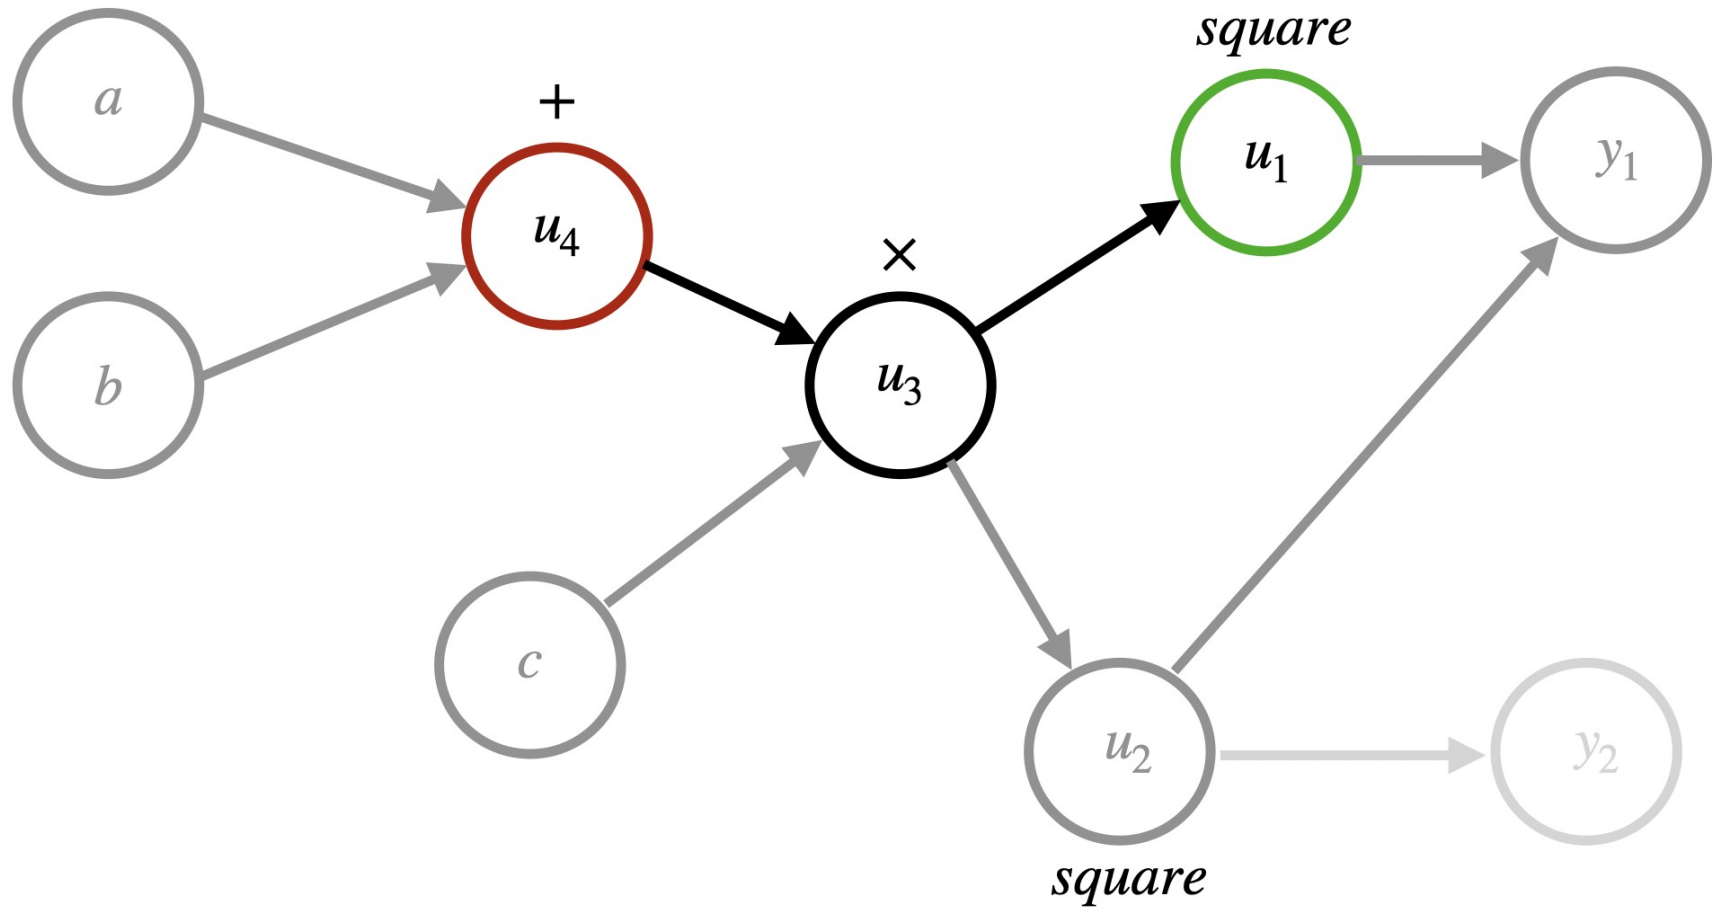 square
a
+
u₁
y₁
u₄
×
b
u₃
c
u₂
y₂
square